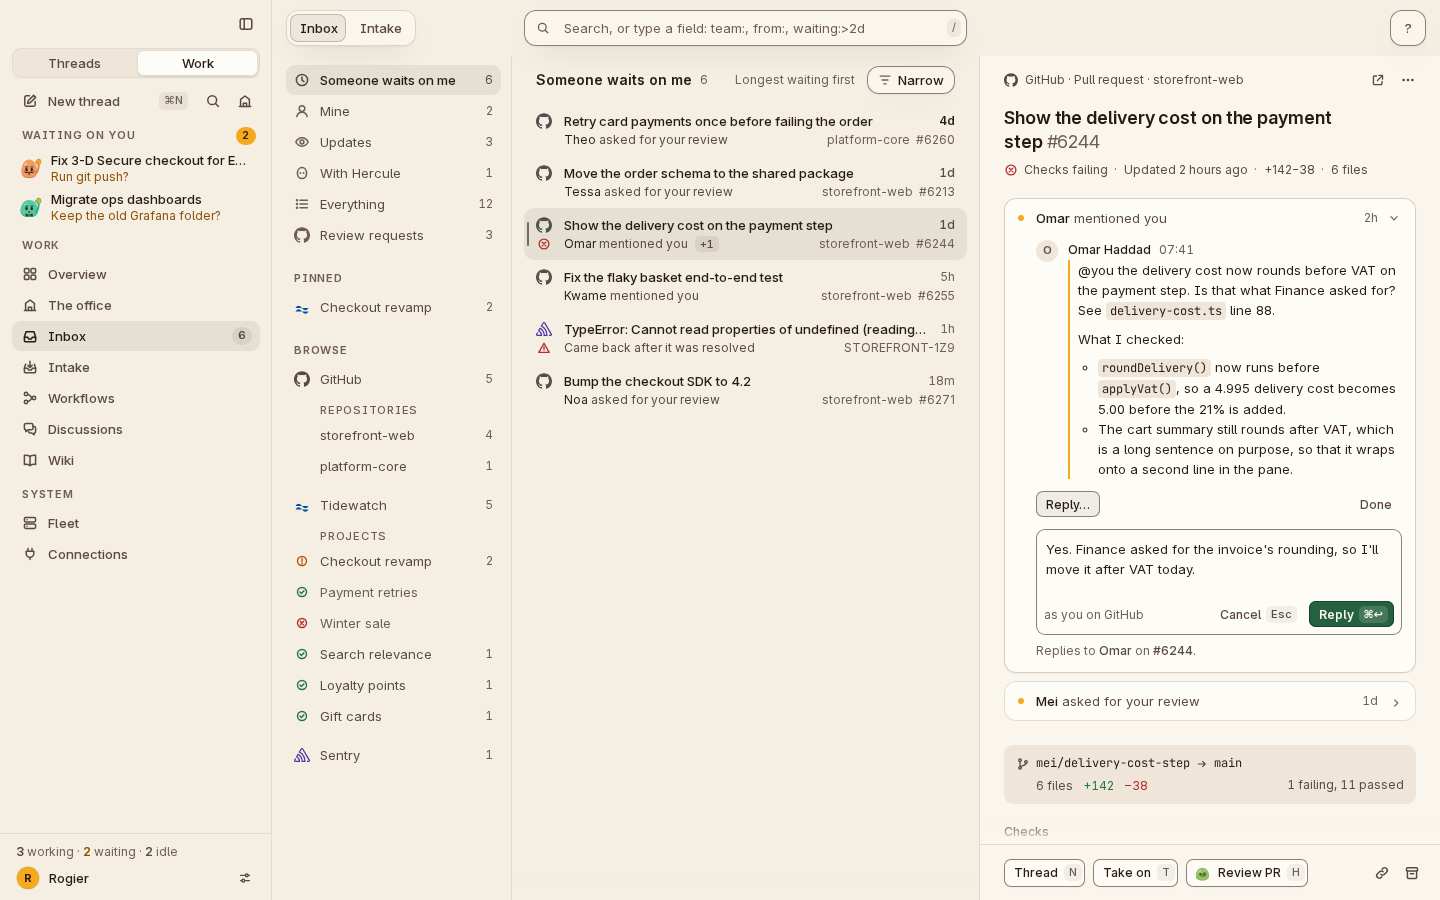 Threads
Work
New thread
⌘N
WAITING ON YOU
2
Fix 3-D Secure checkout for E…
Run git push?
Migrate ops dashboards
Keep the old Grafana folder?
WORK
Overview
The office
Inbox
6
Intake
Workflows
Discussions
Wiki
SYSTEM
Fleet
Connections
3 working · 2 waiting · 2 idle
R
Rogier
Inbox
Intake
Someone waits on me
6
Mine
2
Updates
3
With Hercule
1
Everything
12
Review requests
3
PINNED
Checkout revamp
2
BROWSE
GitHub
5
REPOSITORIES
storefront-web
4
platform-core
1
Tidewatch
5
PROJECTS
Checkout revamp
2
Payment retries
Winter sale
Search relevance
1
Loyalty points
1
Gift cards
1
Sentry
1
Search, or type a field: team:, from:, waiting:>2d
/
?
Someone waits on me 6
Longest waiting first
Narrow
Retry card payments once before failing the order
4d
Theo asked for your review
platform-core #6260
Move the order schema to the shared package
1d
Tessa asked for your review
storefront-web #6213
Show the delivery cost on the payment step
1d
Omar mentioned you +1
storefront-web #6244
Fix the flaky basket end-to-end test
5h
Kwame mentioned you
storefront-web #6255
TypeError: Cannot read properties of undefined (reading…
1h
Came back after it was resolved
STOREFRONT-1Z9
Bump the checkout SDK to 4.2
18m
Noa asked for your review
storefront-web #6271
GitHub · Pull request · storefront-web
Show the delivery cost on the payment
step #6244
Checks failing · Updated 2 hours ago · +142−38 · 6 files
Omar mentioned you
2h
O
Omar Haddad 07:41
@you the delivery cost now rounds before VAT on
the payment step. Is that what Finance asked for?
See delivery-cost.ts line 88.
What I checked:
roundDelivery() now runs before
applyVat(), so a 4.995 delivery cost becomes
5.00 before the 21% is added.
The cart summary still rounds after VAT, which
is a long sentence on purpose, so that it wraps
onto a second line in the pane.
Reply…
Done
Yes. Finance asked for the invoice's rounding, so I'll
move it after VAT today.
as you on GitHub
Cancel Esc
Reply ⌘↩
Replies to Omar on #6244.
Mei asked for your review
1d
mei/delivery-cost-step → main
6 files +142 −38
1 failing, 11 passed
Checks
Thread N
Take on T
Review PR H